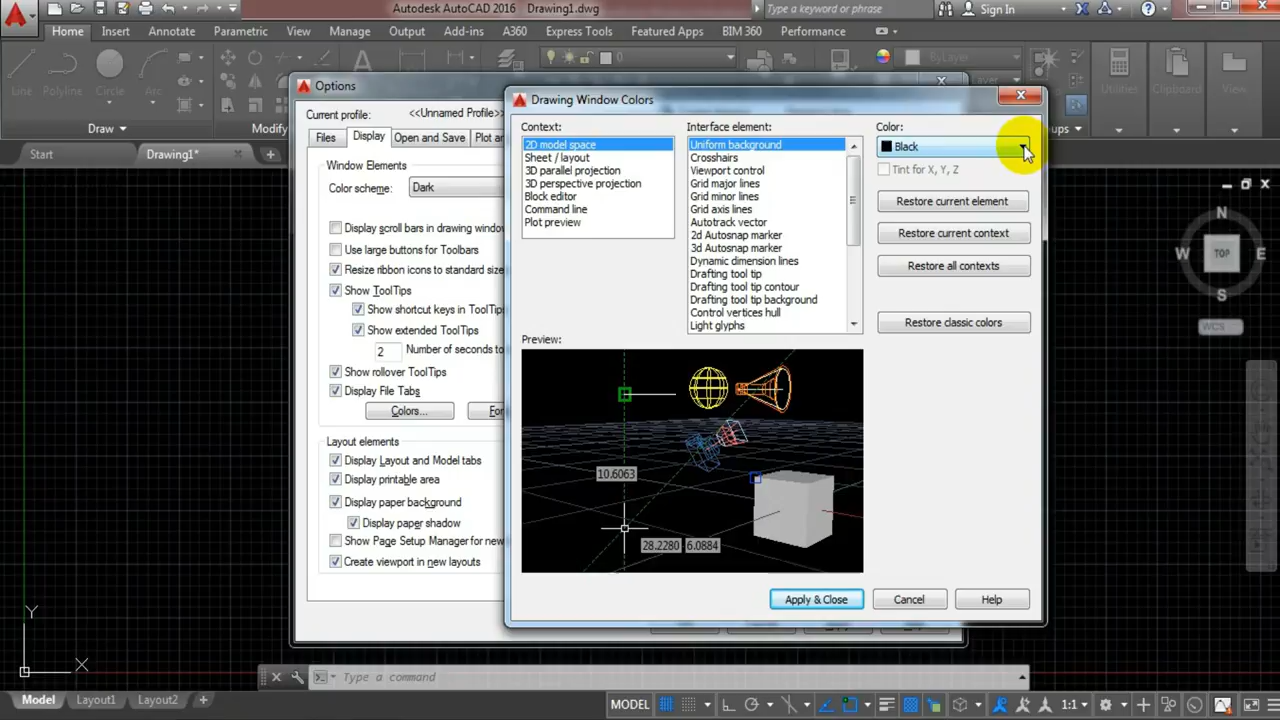 Autodesk AutoCAD 2016 Drawing1.dwg
Type a keyword or phrase
Sign In
Home Insert Annotate Parametric View Manage Output Add-ins A360 Express Tools Featured Apps BIM 360 Performance
Line Polyline Circle Arc
0
ByLayer
Utilities Clipboard View
Draw Modify
Start Drawing1*
Options
Current profile: <<Unnamed Profile>>
Files Display Open and Save Plot an
Window Elements
Color scheme: Dark
Display scroll bars in drawing window
Use large buttons for Toolbars
Resize ribbon icons to standard size
Show ToolTips
Show shortcut keys in ToolTips
Show extended ToolTips
2 Number of seconds to
Show rollover ToolTips
Display File Tabs
Colors...
Layout elements
Display Layout and Model tabs
Display printable area
Display paper background
Display paper shadow
Show Page Setup Manager for new
Create viewport in new layouts
Drawing Window Colors
Context:
2D model space
Sheet / layout
3D parallel projection
3D perspective projection
Block editor
Command line
Plot preview
Interface element:
Uniform background
Crosshairs
Viewport control
Grid major lines
Grid minor lines
Grid axis lines
Autotrack vector
2d Autosnap marker
3d Autosnap marker
Dynamic dimension lines
Drafting tool tip
Drafting tool tip contour
Drafting tool tip background
Control vertices hull
Light glyphs
Color:
Black
Tint for X, Y, Z
Restore current element
Restore current context
Restore all contexts
Restore classic colors
Preview:
10.6063
28.2280 6.0884
Apply & Close Cancel Help
N
W TOP E
S
WCS
Y
X
Type a command
Model Layout1 Layout2
MODEL 1:1